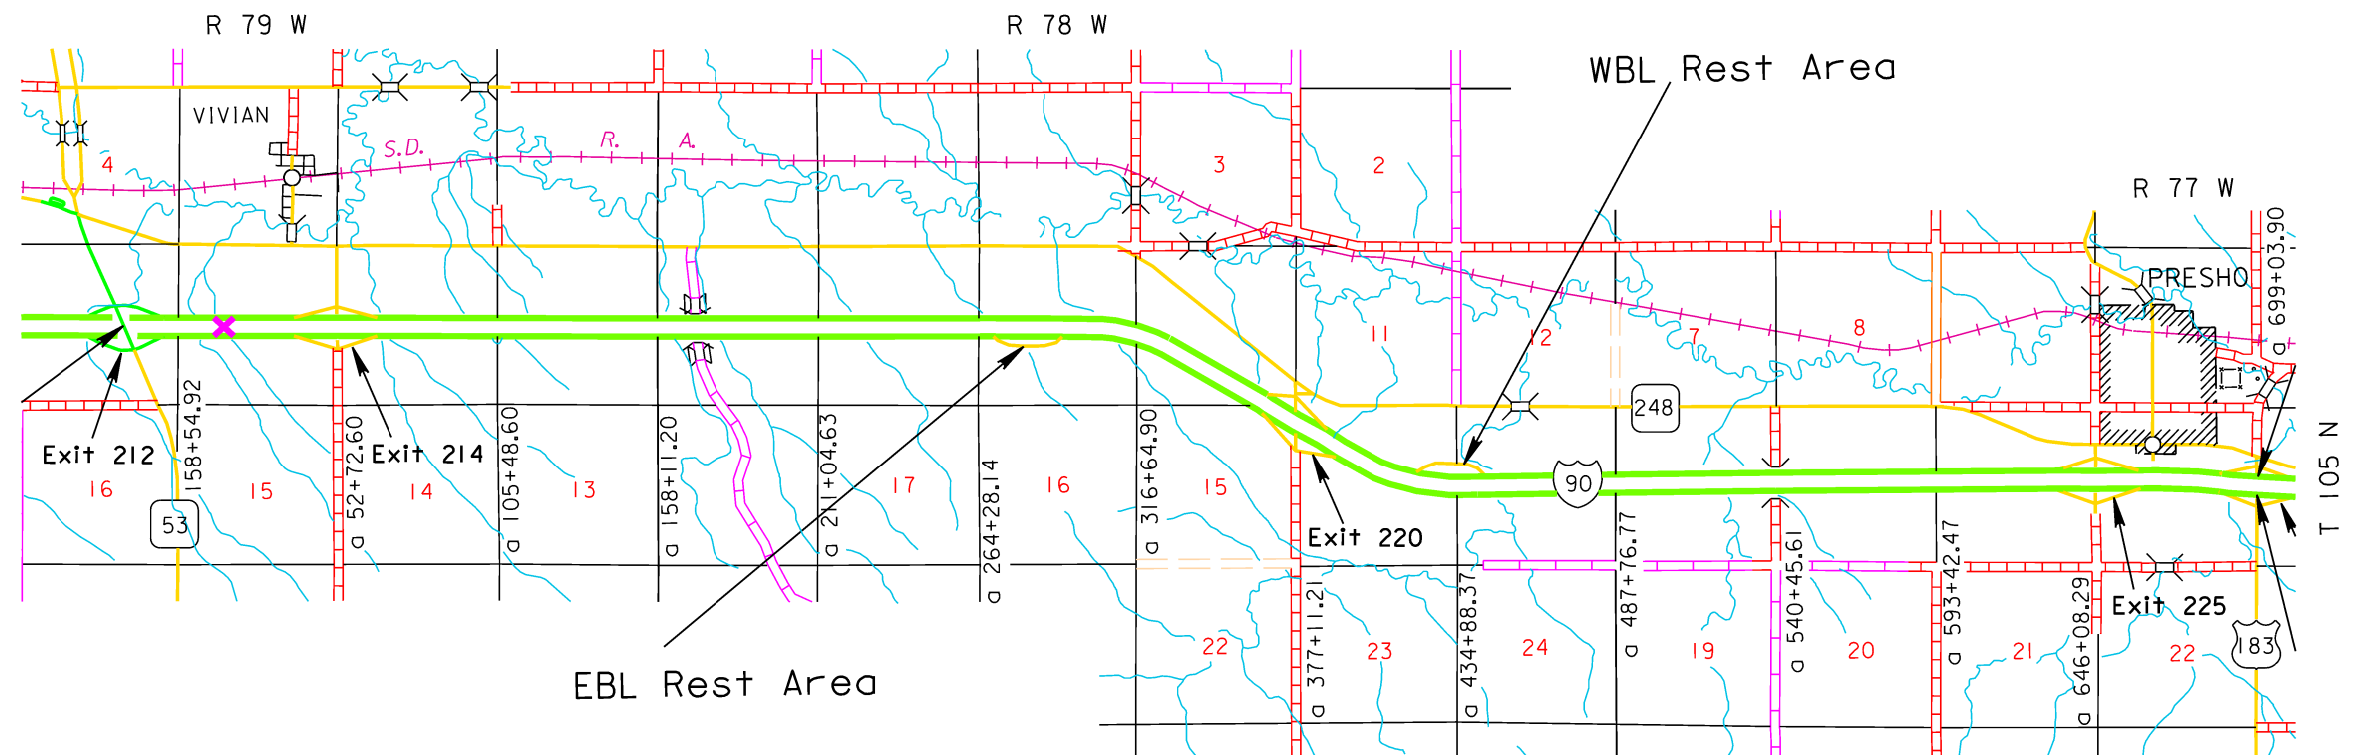 R 79 W
R 78 W
WBL Rest Area
VIVIAN
S.D.
R.
A.
4
3
2
R 77 W
PRESHO
699+03.90
11
12
7
8
158+54.92
Exit 212
52+72.60
Exit 214
105+48.60
158+11.20
211+04.63
264+28.14
316+64.90
248
16
15
14
13
17
16
15
90
53
T 105 N
Exit 220
377+11.21
434+88.37
487+76.77
540+45.61
593+42.47
646+08.29
Exit 225
22
23
24
19
20
21
22
183
EBL Rest Area